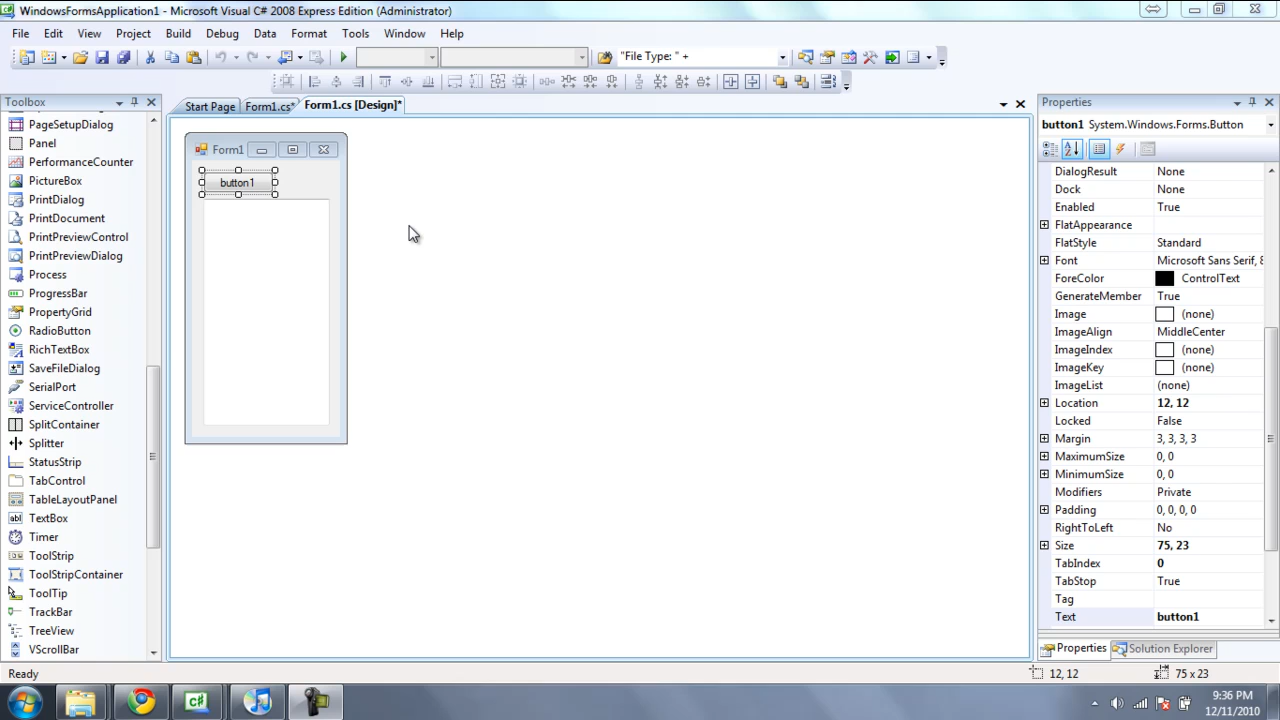 WindowsFormsApplication1 - Microsoft Visual C# 2008 Express Edition (Administrator)
File Edit View Project Build Debug Data Format Tools Window Help
"File Type: " +
Toolbox
PageSetupDialog
Panel
PerformanceCounter
PictureBox
PrintDialog
PrintDocument
PrintPreviewControl
PrintPreviewDialog
Process
ProgressBar
PropertyGrid
RadioButton
RichTextBox
SaveFileDialog
SerialPort
ServiceController
SplitContainer
Splitter
StatusStrip
TabControl
TableLayoutPanel
TextBox
Timer
ToolStrip
ToolStripContainer
ToolTip
TrackBar
TreeView
VScrollBar
Start Page Form1.cs* Form1.cs [Design]*
Form1
button1
Properties
button1 System.Windows.Forms.Button
DialogResult None
Dock None
Enabled True
FlatAppearance
FlatStyle Standard
Font Microsoft Sans Serif, 8
ForeColor ControlText
GenerateMember True
Image (none)
ImageAlign MiddleCenter
ImageIndex (none)
ImageKey (none)
ImageList (none)
Location 12, 12
Locked False
Margin 3, 3, 3, 3
MaximumSize 0, 0
MinimumSize 0, 0
Modifiers Private
Padding 0, 0, 0, 0
RightToLeft No
Size 75, 23
TabIndex 0
TabStop True
Tag
Text button1
Properties Solution Explorer
Ready 12, 12 75 x 23
9:36 PM
12/11/2010